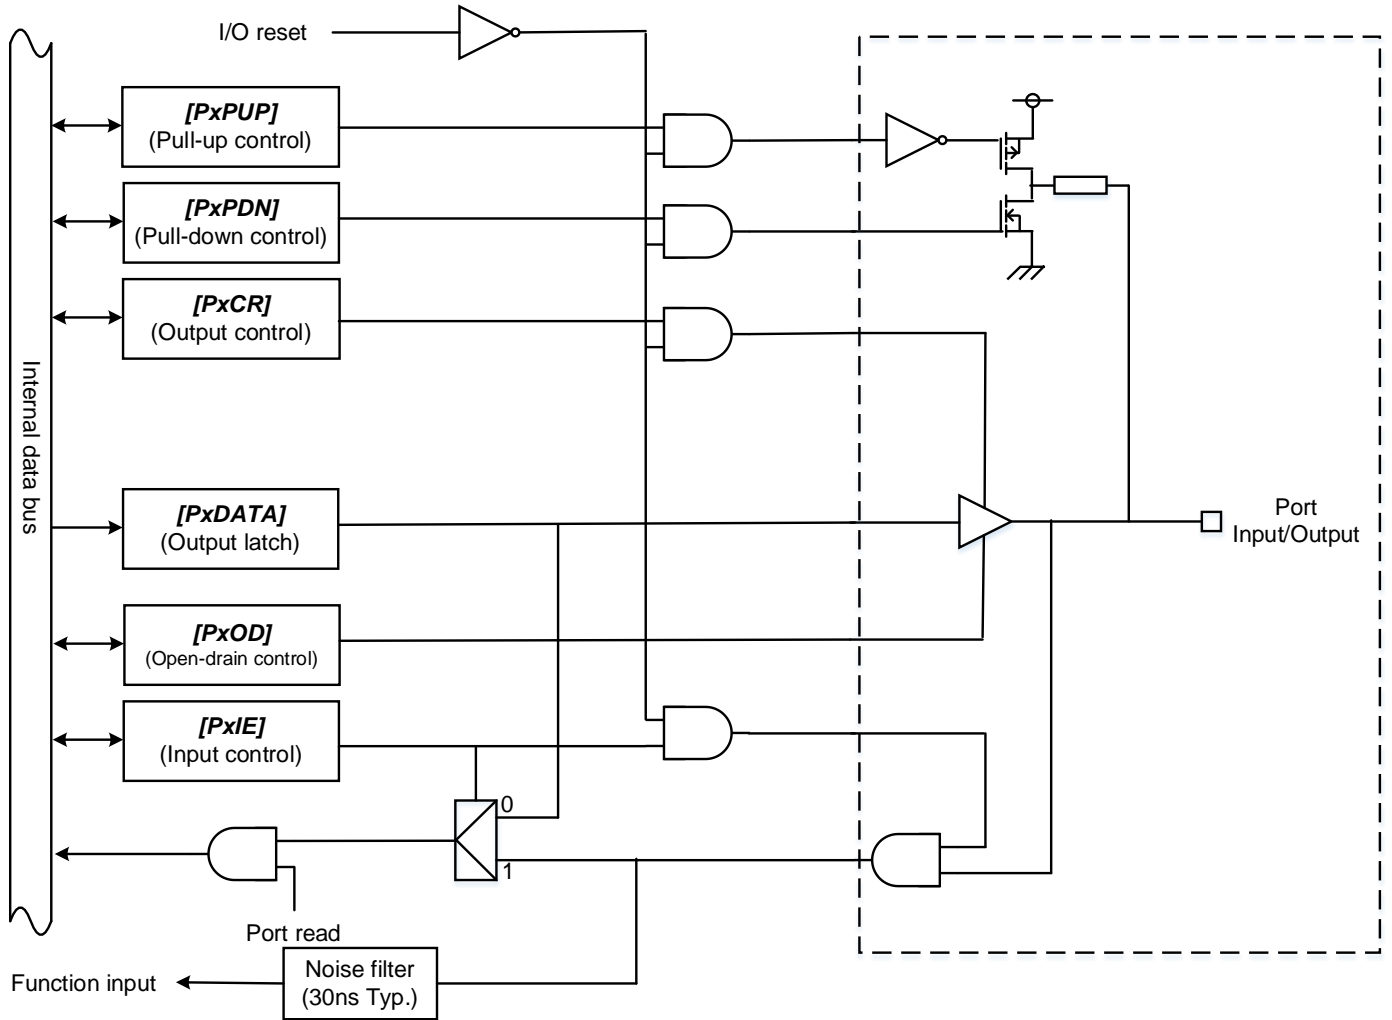 I/O reset
[PxPUP]
(Pull-up control)
[PxPDN]
(Pull-down control)
[PxCR]
(Output control)
Internal data bus
[PxDATA]
(Output latch)
Port
Input/Output
[PxOD]
(Open-drain control)
[PxIE]
(Input control)
0
1
Port read
Noise filter
(30ns Typ.)
Function input